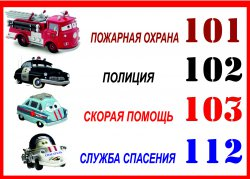 ПОЖАРНАЯ ОХРАНА 101
ПОЛИЦИЯ 102
СКОРАЯ ПОМОЩЬ 103
СЛУЖБА СПАСЕНИЯ 112